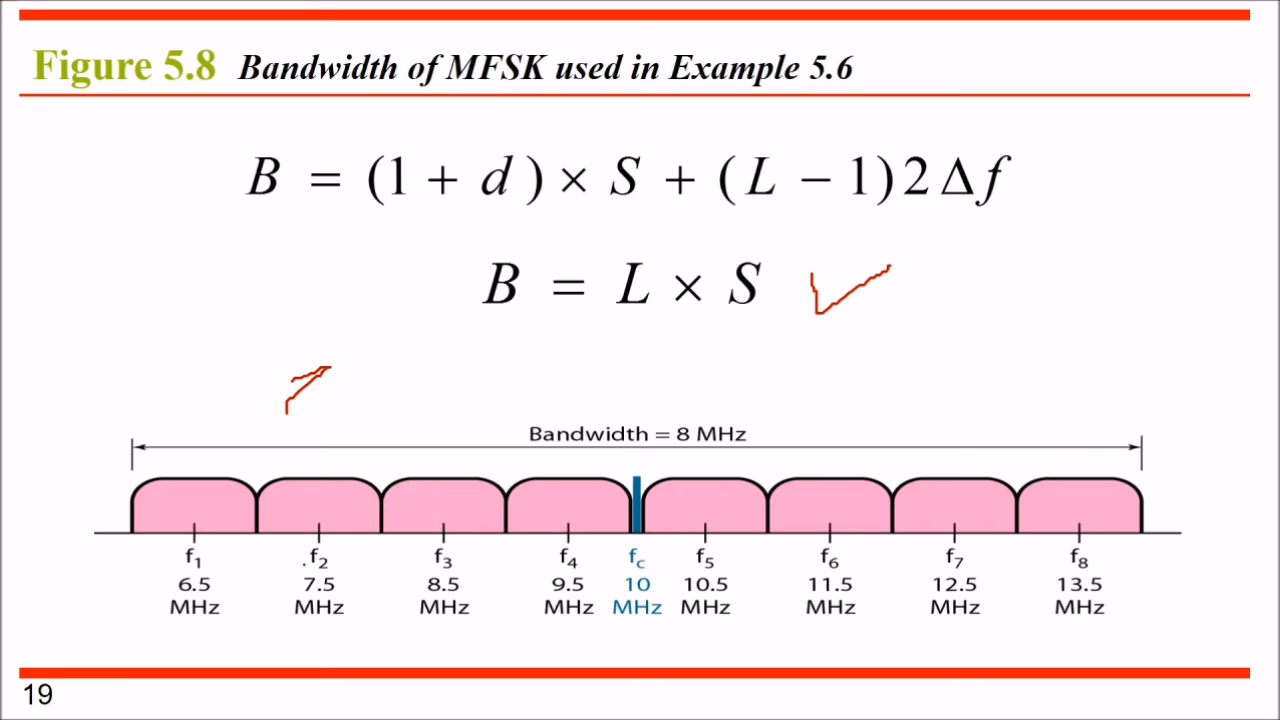 Figure 5.8 Bandwidth of MFSK used in Example 5.6
B = (1 + d) × S + (L − 1)2Δf
B = L × S
Bandwidth = 8 MHz
f1 f2 f3 f4 fc f5 f6 f7 f8
6.5 7.5 8.5 9.5 10 10.5 11.5 12.5 13.5
MHz MHz MHz MHz MHz MHz MHz MHz MHz
19